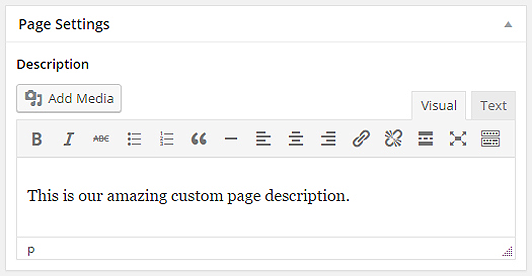 Page Settings
Description
Add Media
Visual Text
B I ABC
This is our amazing custom page description.
p